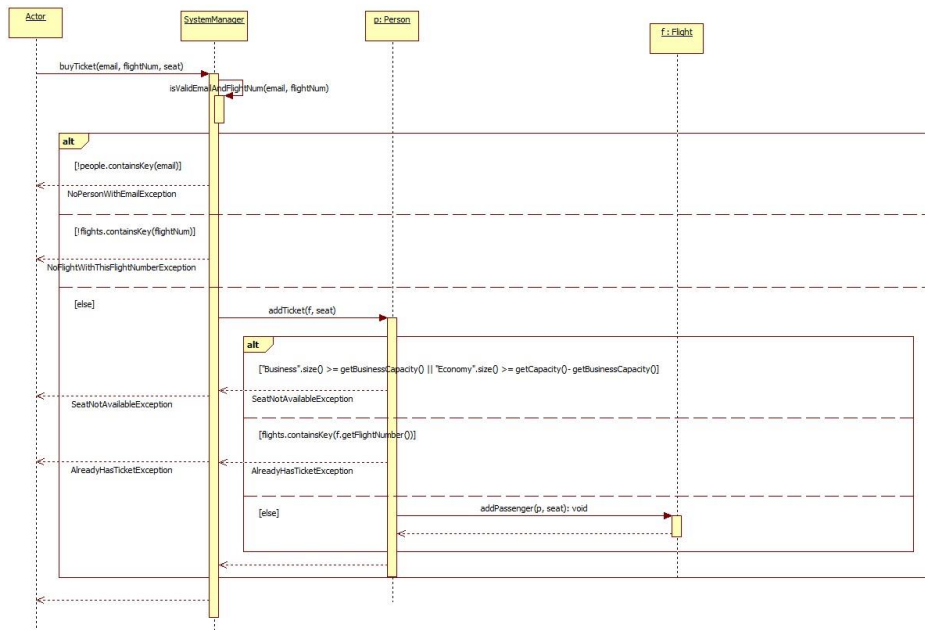 Actor
SystemManager
p: Person
f : Flight
buyTicket(email, flightNum, seat)
isValidEmailAndFlightNum(email, flightNum)
alt
[!people.containsKey(email)]
NoPersonWithEmailException
[!flights.containsKey(flightNum)]
NoFlightWithThisFlightNumberException
[else]
addTicket(f, seat)
alt
["Business".size() >= getBusinessCapacity() || "Economy".size() >= getCapacity()- getBusinessCapacity()]
SeatNotAvailableException
SeatNotAvailableException
[flights.containsKey(f.getFlightNumber())]
AlreadyHasTicketException
AlreadyHasTicketException
[else]
addPassenger(p, seat): void